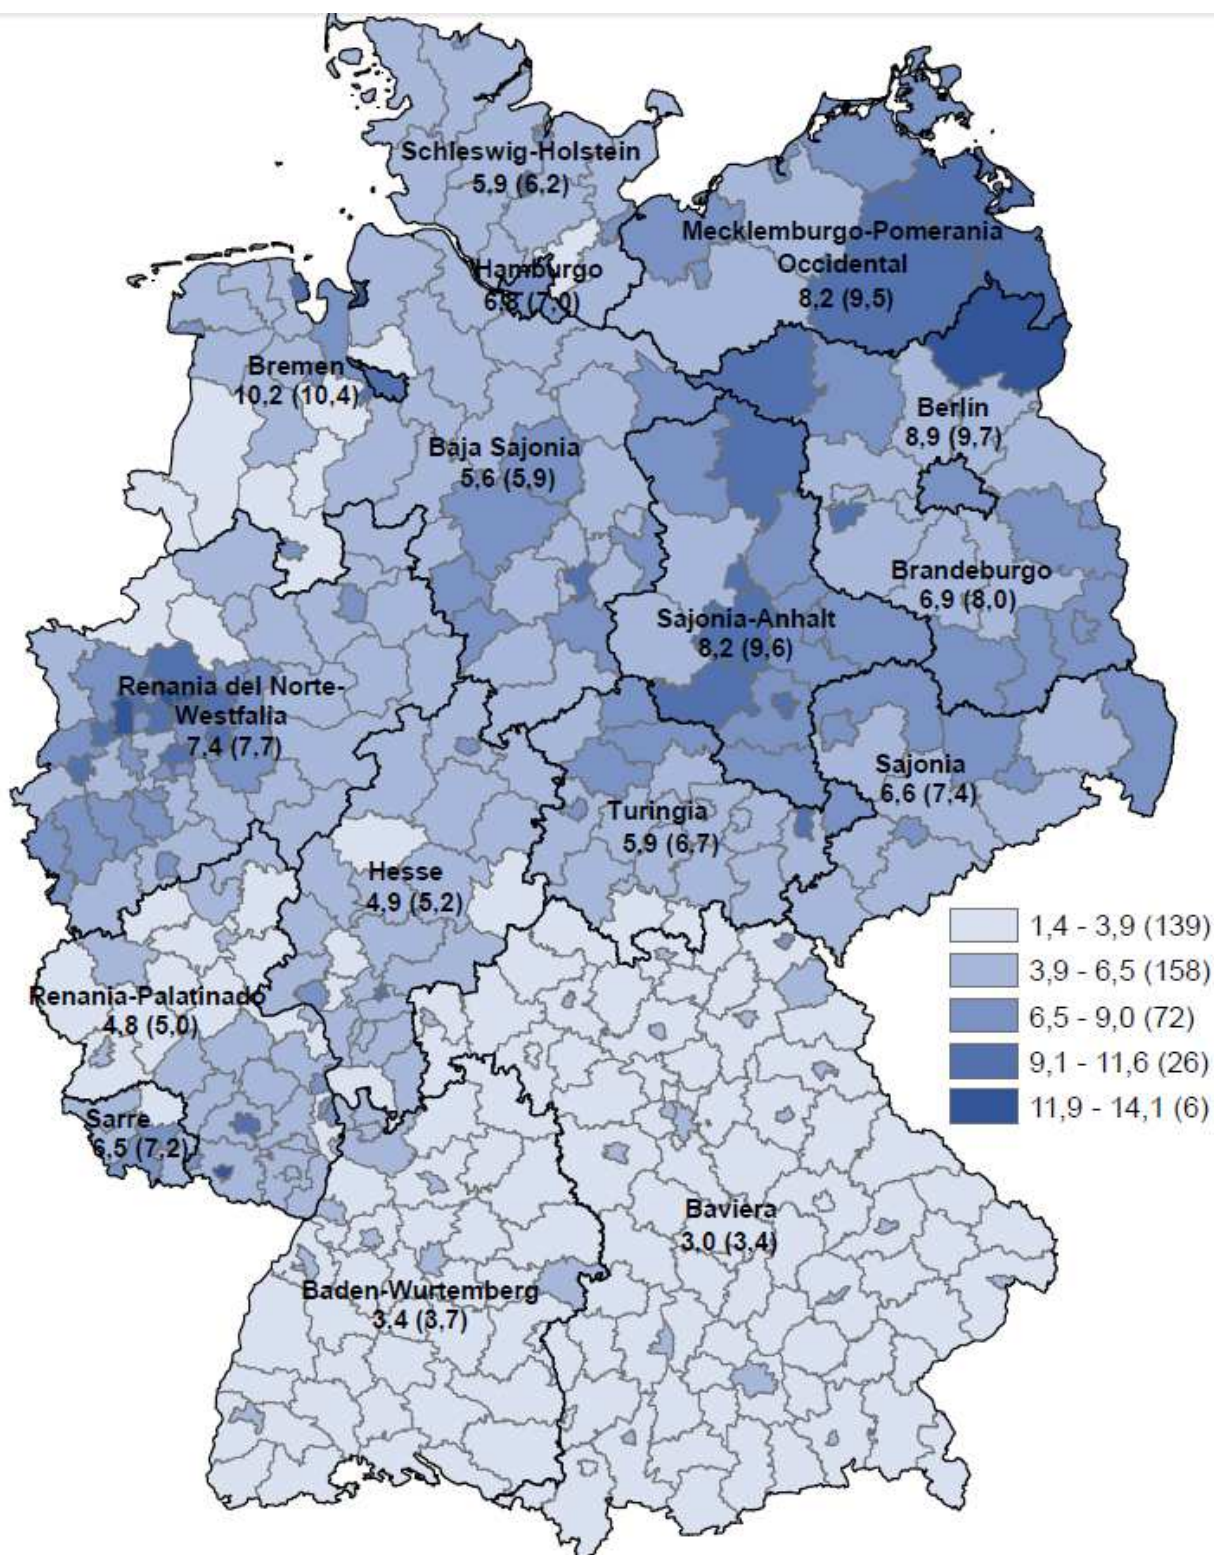 Schleswig-Holstein
5,9 (6,2)
Mecklemburgo-Pomerania
Occidental
8,2 (9,5)
Hamburgo
6,8 (7,0)
Bremen
10,2 (10,4)
Berlín
8,9 (9,7)
Baja Sajonia
5,6 (5,9)
Brandeburgo
6,9 (8,0)
Sajonia-Anhalt
8,2 (9,6)
Renania del Norte-
Westfalia
7,4 (7,7)
Sajonia
6,6 (7,4)
Turingia
5,9 (6,7)
Hesse
4,9 (5,2)
Renania-Palatinado
4,8 (5,0)
Sarre
6,5 (7,2)
Baviera
3,0 (3,4)
Baden-Wurtemberg
3,4 (3,7)
1,4 - 3,9 (139)
3,9 - 6,5 (158)
6,5 - 9,0 (72)
9,1 - 11,6 (26)
11,9 - 14,1 (6)